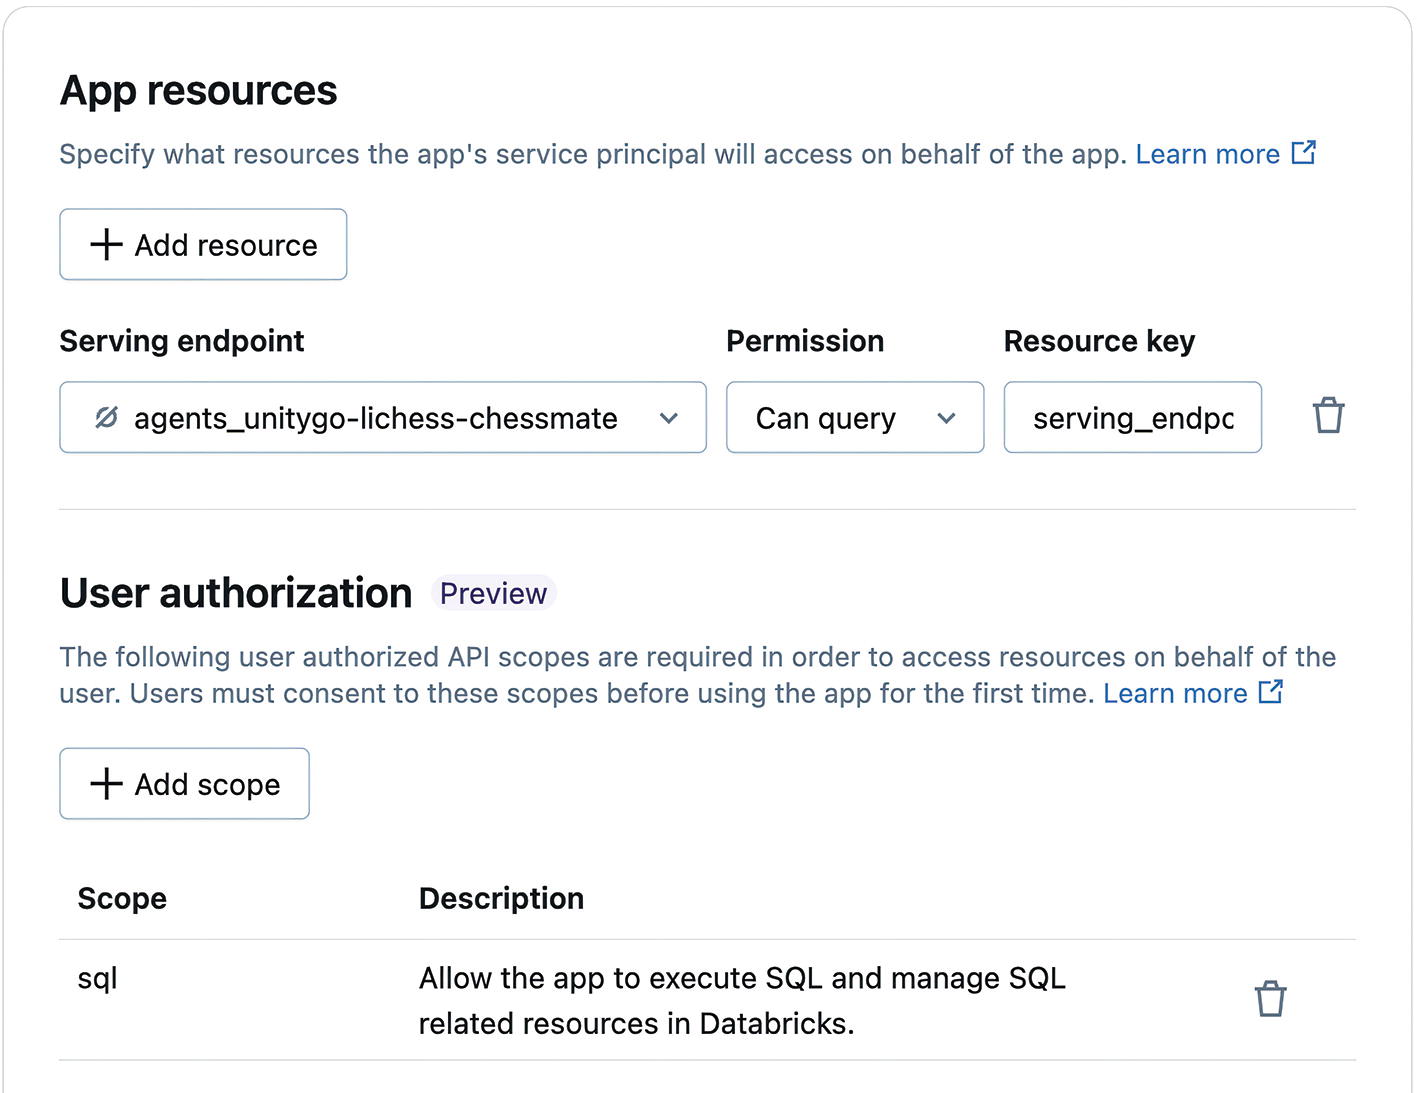 App resources
Specify what resources the app's service principal will access on behalf of the app. Learn more
Add resource
Serving endpoint Permission Resource key
agents_unitygo-lichess-chessmate Can query serving_endpc
User authorization Preview
The following user authorized API scopes are required in order to access resources on behalf of the
user. Users must consent to these scopes before using the app for the first time. Learn more
Add scope
Scope Description
sql Allow the app to execute SQL and manage SQL
related resources in Databricks.